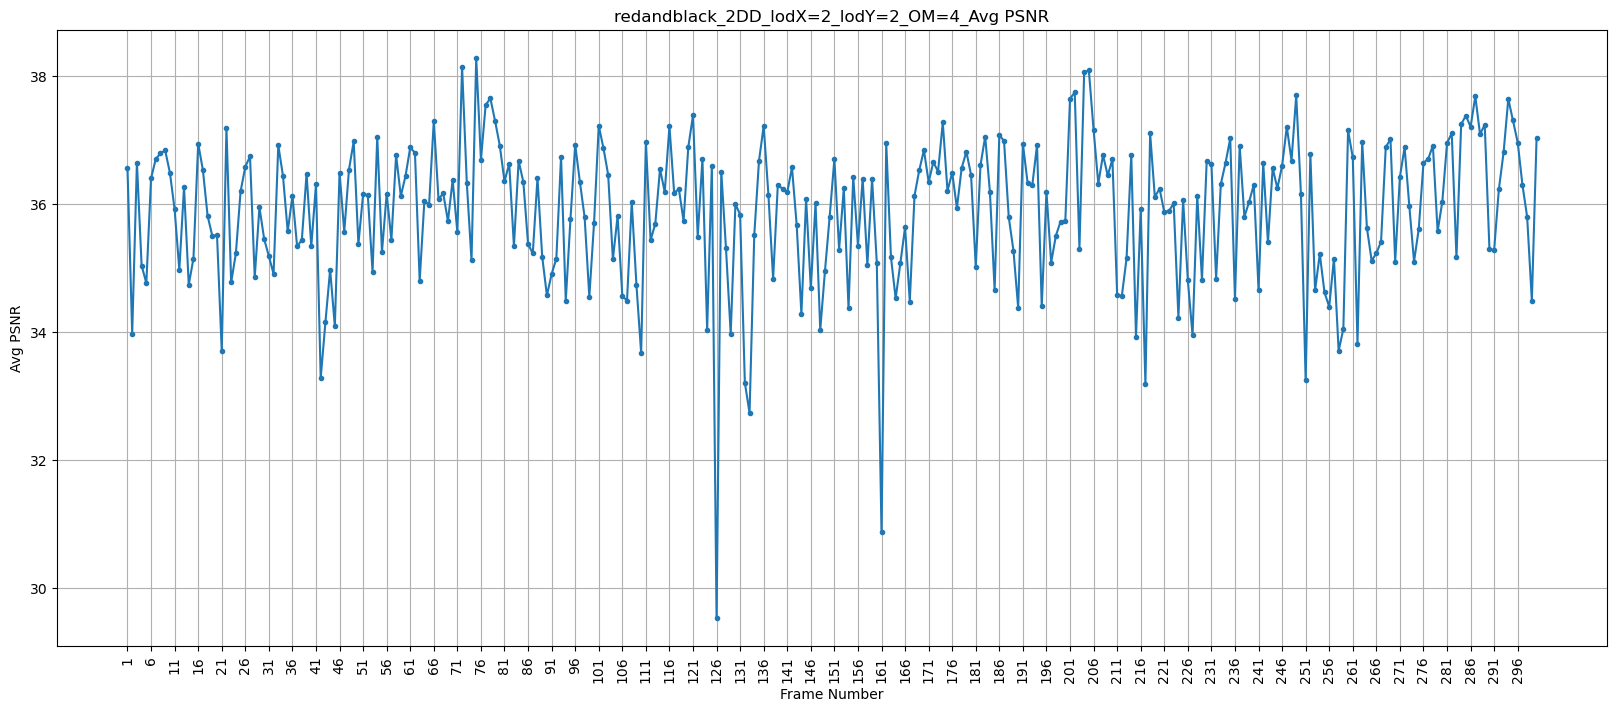 redandblack_2DD_lodX=2_lodY=2_OM=4_Avg PSNR
38
36
34
32
30
Avg PSNR
1 6 11 16 21 26 31 36 41 46 51 56 61 66 71 76 81 86 91 96 101 106 111 116 121 126 131 136 141 146 151 156 161 166 171 176 181 186 191 196 201 206 211 216 221 226 231 236 241 246 251 256 261 266 271 276 281 286 291 296
Frame Number